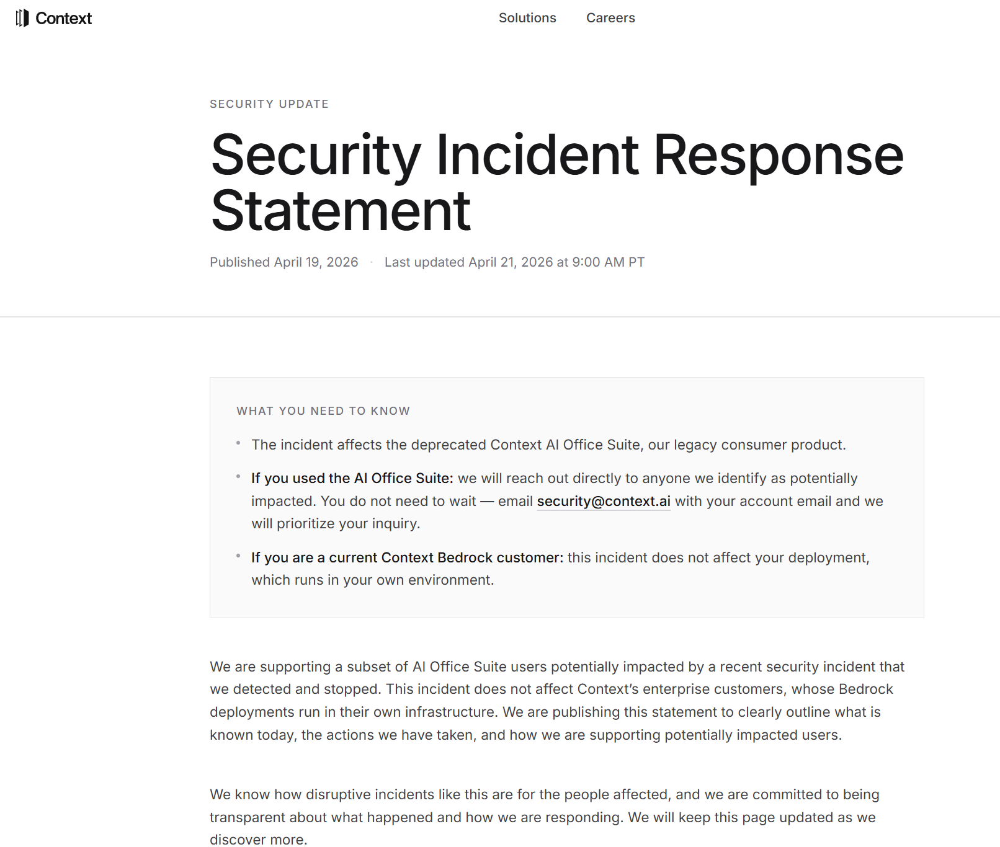 Context
Solutions
Careers
SECURITY UPDATE
Security Incident Response
Statement
Published April 19, 2026 · Last updated April 21, 2026 at 9:00 AM PT
WHAT YOU NEED TO KNOW
• The incident affects the deprecated Context AI Office Suite, our legacy consumer product.
• If you used the AI Office Suite: we will reach out directly to anyone we identify as potentially
impacted. You do not need to wait — email security@context.ai with your account email and we
will prioritize your inquiry.
• If you are a current Context Bedrock customer: this incident does not affect your deployment,
which runs in your own environment.
We are supporting a subset of AI Office Suite users potentially impacted by a recent security incident that
we detected and stopped. This incident does not affect Context’s enterprise customers, whose Bedrock
deployments run in their own infrastructure. We are publishing this statement to clearly outline what is
known today, the actions we have taken, and how we are supporting potentially impacted users.
We know how disruptive incidents like this are for the people affected, and we are committed to being
transparent about what happened and how we are responding. We will keep this page updated as we
discover more.